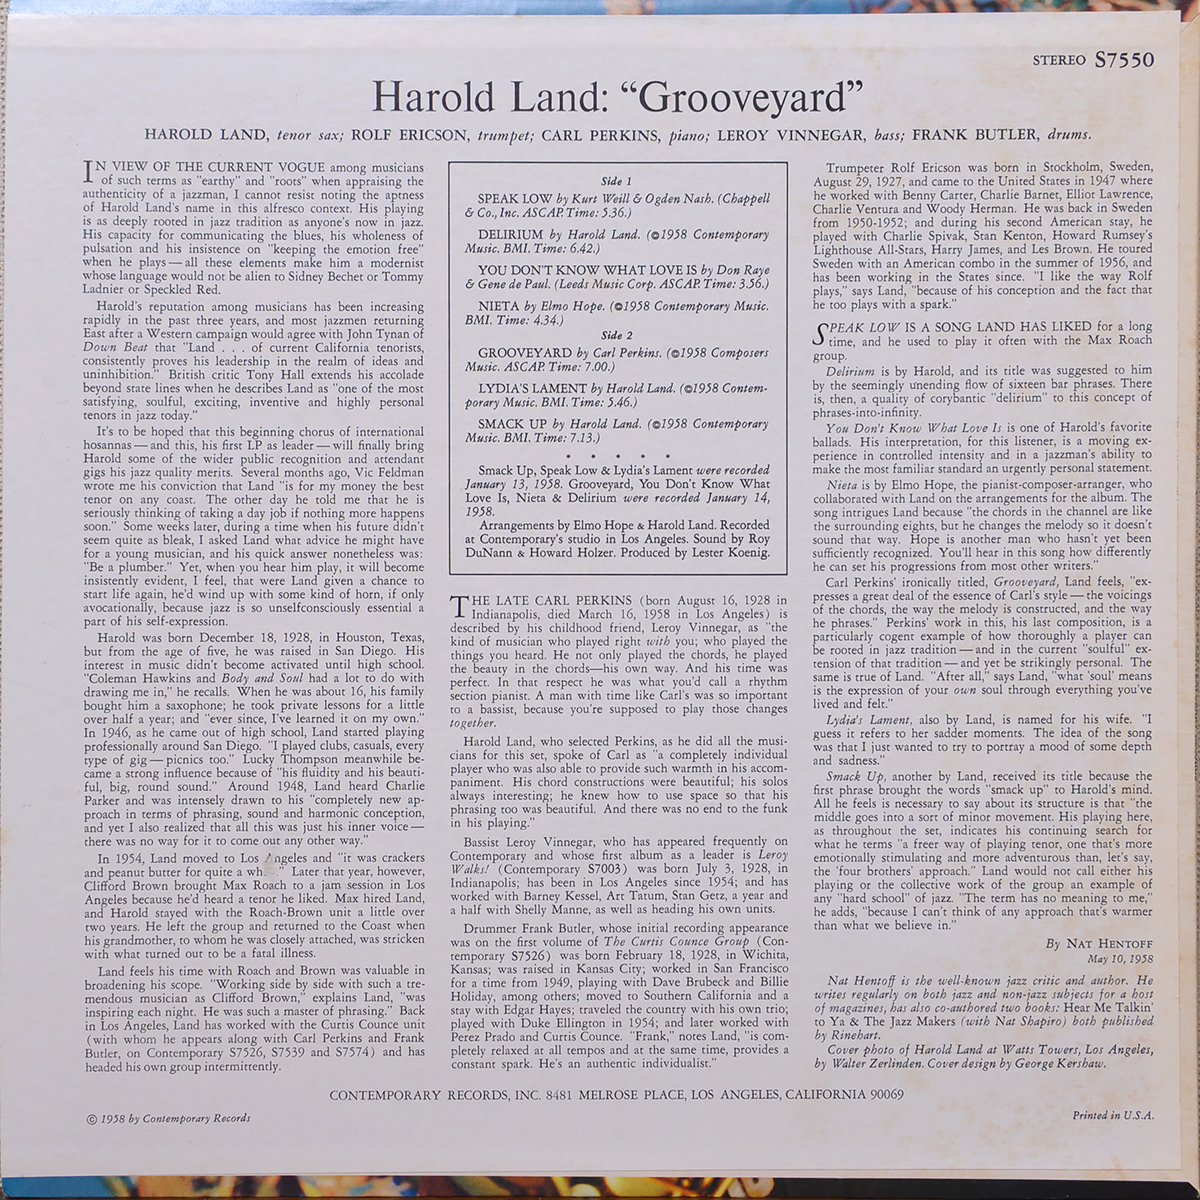 STEREO S7550
Harold Land: “Grooveyard”
HAROLD LAND, tenor sax; ROLF ERICSON, trumpet; CARL PERKINS, piano; LEROY VINNEGAR, bass; FRANK BUTLER, drums.
IN VIEW OF THE CURRENT VOGUE among musicians
of such terms as "earthy" and "roots" when appraising the
authenticity of a jazzman, I cannot resist noting the aptness
of Harold Land's name in this alfresco context. His playing
is as deeply rooted in jazz tradition as anyone's now in jazz.
His capacity for communicating the blues, his wholeness of
pulsation and his insistence on "keeping the emotion free"
when he plays — all these elements make him a modernist
whose language would not be alien to Sidney Bechet or Tommy
Ladnier or Speckled Red.
Harold's reputation among musicians has been increasing
rapidly in the past three years, and most jazzmen returning
East after a Western campaign would agree with John Tynan of
Down Beat that "Land . . . of current California tenorists,
consistently proves his leadership in the realm of ideas and
uninhibition." British critic Tony Hall extends his accolade
beyond state lines when he describes Land as "one of the most
satisfying, soulful, exciting, inventive and highly personal
tenors in jazz today."
It's to be hoped that this beginning chorus of international
hosannas — and this, his first LP as leader — will finally bring
Harold some of the wider public recognition and attendant
gigs his jazz quality merits. Several months ago, Vic Feldman
wrote me his conviction that Land "is for my money the best
tenor on any coast. The other day he told me that he is
seriously thinking of taking a day job if nothing more happens
soon." Some weeks later, during a time when his future didn't
seem quite as bleak, I asked Land what advice he might have
for a young musician, and his quick answer nonetheless was:
"Be a plumber." Yet, when you hear him play, it will become
insistently evident, I feel, that were Land given a chance to
start life again, he'd wind up with some kind of horn, if only
avocationally, because jazz is so unselfconsciously essential a
part of his self-expression.
Harold was born December 18, 1928, in Houston, Texas,
but from the age of five, he was raised in San Diego. His
interest in music didn't become activated until high school.
"Coleman Hawkins and Body and Soul had a lot to do with
drawing me in," he recalls. When he was about 16, his family
bought him a saxophone; he took private lessons for a little
over half a year; and "ever since, I've learned it on my own."
In 1946, as he came out of high school, Land started playing
professionally around San Diego. "I played clubs, casuals, every
type of gig — picnics too." Lucky Thompson meanwhile be-
came a strong influence because of "his fluidity and his beauti-
ful, big, round sound." Around 1948, Land heard Charlie
Parker and was intensely drawn to his "completely new ap-
proach in terms of phrasing, sound and harmonic conception,
and yet I also realized that all this was just his inner voice —
there was no way for it to come out any other way."
In 1954, Land moved to Los Angeles and "it was crackers
and peanut butter for quite a wh " Later that year, however,
Clifford Brown brought Max Roach to a jam session in Los
Angeles because he'd heard a tenor he liked. Max hired Land,
and Harold stayed with the Roach-Brown unit a little over
two years. He left the group and returned to the Coast when
his grandmother, to whom he was closely attached, was stricken
with what turned out to be a fatal illness.
Land feels his time with Roach and Brown was valuable in
broadening his scope. "Working side by side with such a tre-
mendous musician as Clifford Brown," explains Land, "was
inspiring each night. He was such a master of phrasing." Back
in Los Angeles, Land has worked with the Curtis Counce unit
(with whom he appears along with Carl Perkins and Frank
Butler, on Contemporary S7526, S7539 and S7574) and has
headed his own group intermittently.
Side 1
SPEAK LOW by Kurt Weill & Ogden Nash. (Chappell
& Co., Inc. ASCAP. Time: 5.36.)
DELIRIUM by Harold Land. (©1958 Contemporary
Music. BMI. Time: 6.42.)
YOU DON'T KNOW WHAT LOVE IS by Don Raye
& Gene de Paul. (Leeds Music Corp. ASCAP. Time: 3.56.)
NIETA by Elmo Hope. (©1958 Contemporary Music.
BMI. Time: 4.34.)
Side 2
GROOVEYARD by Carl Perkins. (©1958 Composers
Music. ASCAP. Time: 7.00.)
LYDIA'S LAMENT by Harold Land. (©1958 Contem-
porary Music. BMI. Time: 5.46.)
SMACK UP by Harold Land. (©1958 Contemporary
Music. BMI. Time: 7.13.)
* * * * *
Smack Up, Speak Low & Lydia's Lament were recorded
January 13, 1958. Grooveyard, You Don't Know What
Love Is, Nieta & Delirium were recorded January 14,
1958.
Arrangements by Elmo Hope & Harold Land. Recorded
at Contemporary's studio in Los Angeles. Sound by Roy
DuNann & Howard Holzer. Produced by Lester Koenig.
THE LATE CARL PERKINS (born August 16, 1928 in
Indianapolis, died March 16, 1958 in Los Angeles) is
described by his childhood friend, Leroy Vinnegar, as "the
kind of musician who played right with you; who played the
things you heard. He not only played the chords, he played
the beauty in the chords—his own way. And his time was
perfect. In that respect he was what you'd call a rhythm
section pianist. A man with time like Carl's was so important
to a bassist, because you're supposed to play those changes
together.
Harold Land, who selected Perkins, as he did all the musi-
cians for this set, spoke of Carl as "a completely individual
player who was also able to provide such warmth in his accom-
paniment. His chord constructions were beautiful; his solos
always interesting; he knew how to use space so that his
phrasing too was beautiful. And there was no end to the funk
in his playing."
Bassist Leroy Vinnegar, who has appeared frequently on
Contemporary and whose first album as a leader is Leroy
Walks! (Contemporary S7003) was born July 3, 1928, in
Indianapolis; has been in Los Angeles since 1954; and has
worked with Barney Kessel, Art Tatum, Stan Getz, a year and
a half with Shelly Manne, as well as heading his own units.
Drummer Frank Butler, whose initial recording appearance
was on the first volume of The Curtis Counce Group (Con-
temporary S7526) was born February 18, 1928, in Wichita,
Kansas; was raised in Kansas City; worked in San Francisco
for a time from 1949, playing with Dave Brubeck and Billie
Holiday, among others; moved to Southern California and a
stay with Edgar Hayes; traveled the country with his own trio;
played with Duke Ellington in 1954; and later worked with
Perez Prado and Curtis Counce. "Frank," notes Land, "is com-
pletely relaxed at all tempos and at the same time, provides a
constant spark. He's an authentic individualist."
Trumpeter Rolf Ericson was born in Stockholm, Sweden,
August 29, 1927, and came to the United States in 1947 where
he worked with Benny Carter, Charlie Barnet, Elliot Lawrence,
Charlie Ventura and Woody Herman. He was back in Sweden
from 1950-1952; and during his second American stay, he
played with Charlie Spivak, Stan Kenton, Howard Rumsey's
Lighthouse All-Stars, Harry James, and Les Brown. He toured
Sweden with an American combo in the summer of 1956, and
has been working in the States since. "I like the way Rolf
plays," says Land, "because of his conception and the fact that
he too plays with a spark."
SPEAK LOW IS A SONG LAND HAS LIKED for a long
time, and he used to play it often with the Max Roach
group.
Delirium is by Harold, and its title was suggested to him
by the seemingly unending flow of sixteen bar phrases. There
is, then, a quality of corybantic "delirium" to this concept of
phrases-into-infinity.
You Don't Know What Love Is is one of Harold's favorite
ballads. His interpretation, for this listener, is a moving ex-
perience in controlled intensity and in a jazzman's ability to
make the most familiar standard an urgently personal statement.
Nieta is by Elmo Hope, the pianist-composer-arranger, who
collaborated with Land on the arrangements for the album. The
song intrigues Land because "the chords in the channel are like
the surrounding eights, but he changes the melody so it doesn't
sound that way. Hope is another man who hasn't yet been
sufficiently recognized. You'll hear in this song how differently
he can set his progressions from most other writers."
Carl Perkins' ironically titled, Grooveyard, Land feels, "ex-
presses a great deal of the essence of Carl's style — the voicings
of the chords, the way the melody is constructed, and the way
he phrases." Perkins' work in this, his last composition, is a
particularly cogent example of how thoroughly a player can
be rooted in jazz tradition — and in the current "soulful" ex-
tension of that tradition — and yet be strikingly personal. The
same is true of Land. "After all," says Land, "what 'soul' means
is the expression of your own soul through everything you've
lived and felt."
Lydia's Lament, also by Land, is named for his wife. "I
guess it refers to her sadder moments. The idea of the song
was that I just wanted to try to portray a mood of some depth
and sadness."
Smack Up, another by Land, received its title because the
first phrase brought the words "smack up" to Harold's mind.
All he feels is necessary to say about its structure is that "the
middle goes into a sort of minor movement. His playing here,
as throughout the set, indicates his continuing search for
what he terms "a freer way of playing tenor, one that's more
emotionally stimulating and more adventurous than, let's say,
the 'four brothers' approach." Land would not call either his
playing or the collective work of the group an example of
any "hard school" of jazz. "The term has no meaning to me,"
he adds, "because I can't think of any approach that's warmer
than what we believe in."
By NAT HENTOFF
May 10, 1958
Nat Hentoff is the well-known jazz critic and author. He
writes regularly on both jazz and non-jazz subjects for a host
of magazines, has also co-authored two books: Hear Me Talkin'
to Ya & The Jazz Makers (with Nat Shapiro) both published
by Rinehart.
Cover photo of Harold Land at Watts Towers, Los Angeles,
by Walter Zerlinden. Cover design by George Kershaw.
CONTEMPORARY RECORDS, INC. 8481 MELROSE PLACE, LOS ANGELES, CALIFORNIA 90069
© 1958 by Contemporary Records
Printed in U.S.A.